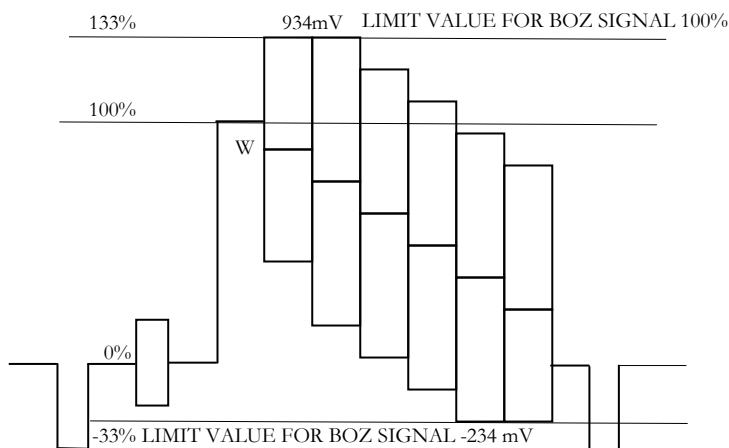 133%
934mV
LIMIT VALUE FOR BOZ SIGNAL 100%
100%
W
0%
-33% LIMIT VALUE FOR BOZ SIGNAL -234 mV